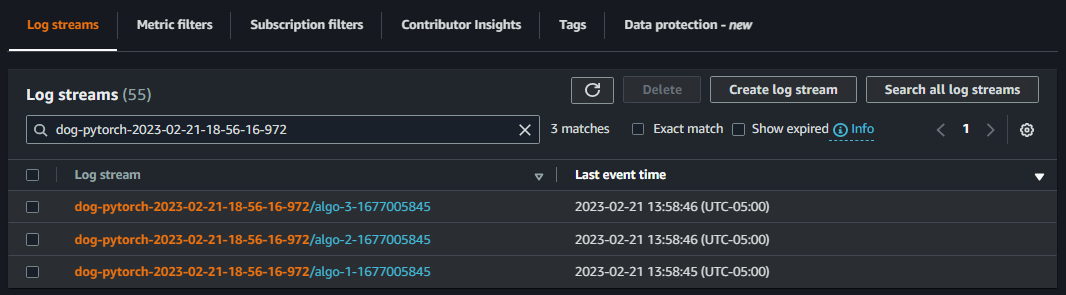 Log streams Metric filters Subscription filters Contributor Insights Tags Data protection - new
Log streams (55) Delete Create log stream Search all log streams
dog-pytorch-2023-02-21-18-56-16-972 3 matches Exact match Show expired Info 1
Log stream Last event time
dog-pytorch-2023-02-21-18-56-16-972/algo-3-1677005845 2023-02-21 13:58:46 (UTC-05:00)
dog-pytorch-2023-02-21-18-56-16-972/algo-2-1677005845 2023-02-21 13:58:46 (UTC-05:00)
dog-pytorch-2023-02-21-18-56-16-972/algo-1-1677005845 2023-02-21 13:58:45 (UTC-05:00)